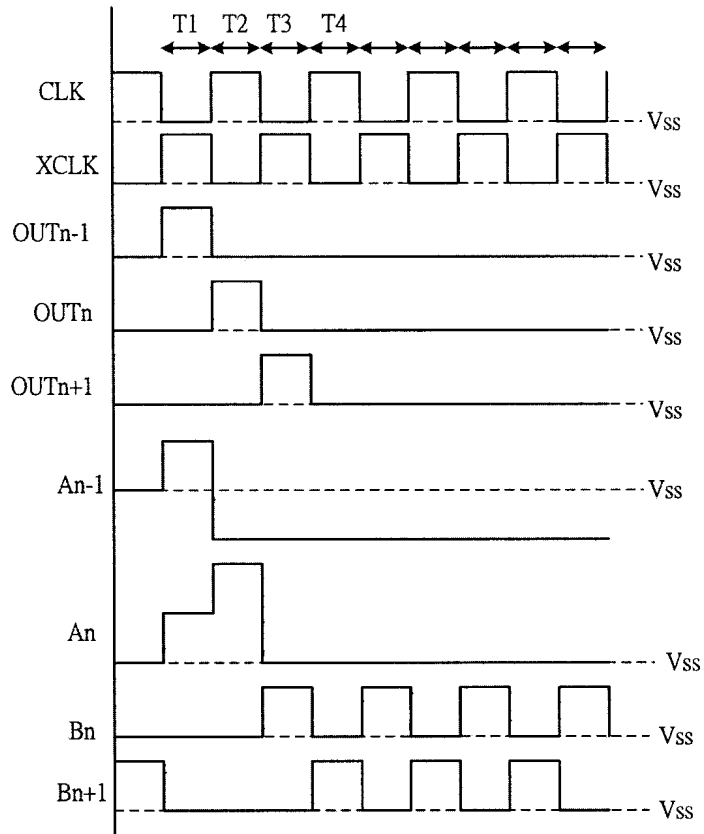 T1 T2 T3 T4
CLK
Vss
XCLK
Vss
OUTn-1
Vss
OUTn
Vss
OUTn+1
Vss
An-1
Vss
An
Vss
Bn
Vss
Bn+1
Vss